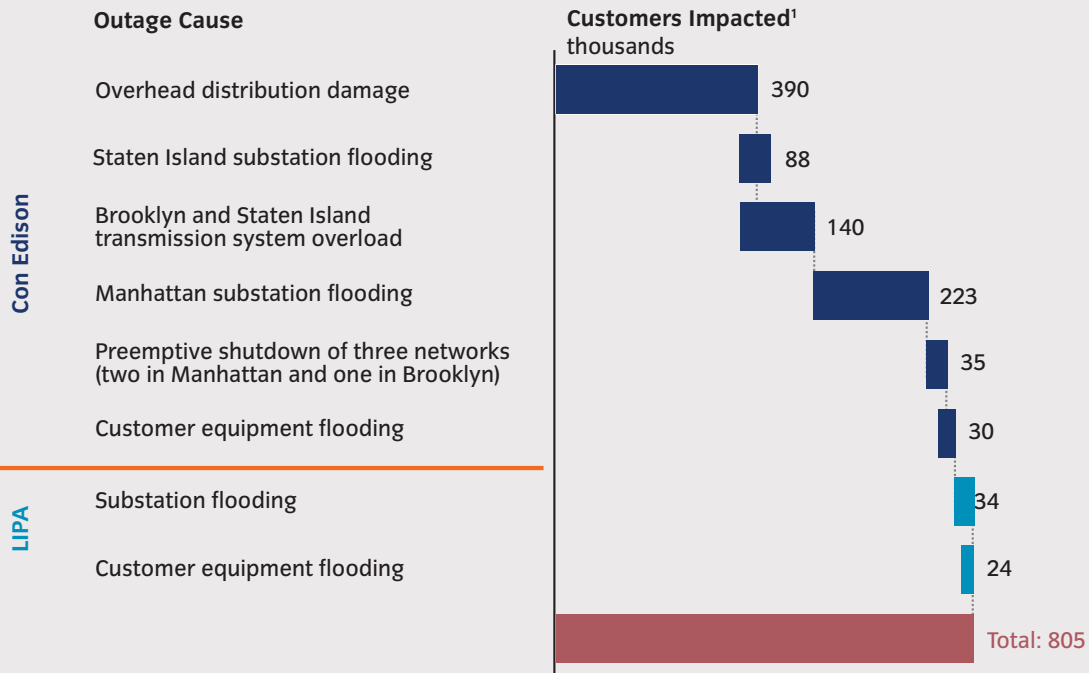 Outage Cause
Customers Impacted¹
thousands
Con Edison
Overhead distribution damage
390
Staten Island substation flooding
88
Brooklyn and Staten Island
transmission system overload
140
Manhattan substation flooding
223
Preemptive shutdown of three networks
(two in Manhattan and one in Brooklyn)
35
Customer equipment flooding
30
LIPA
Substation flooding
34
Customer equipment flooding
24
Total: 805